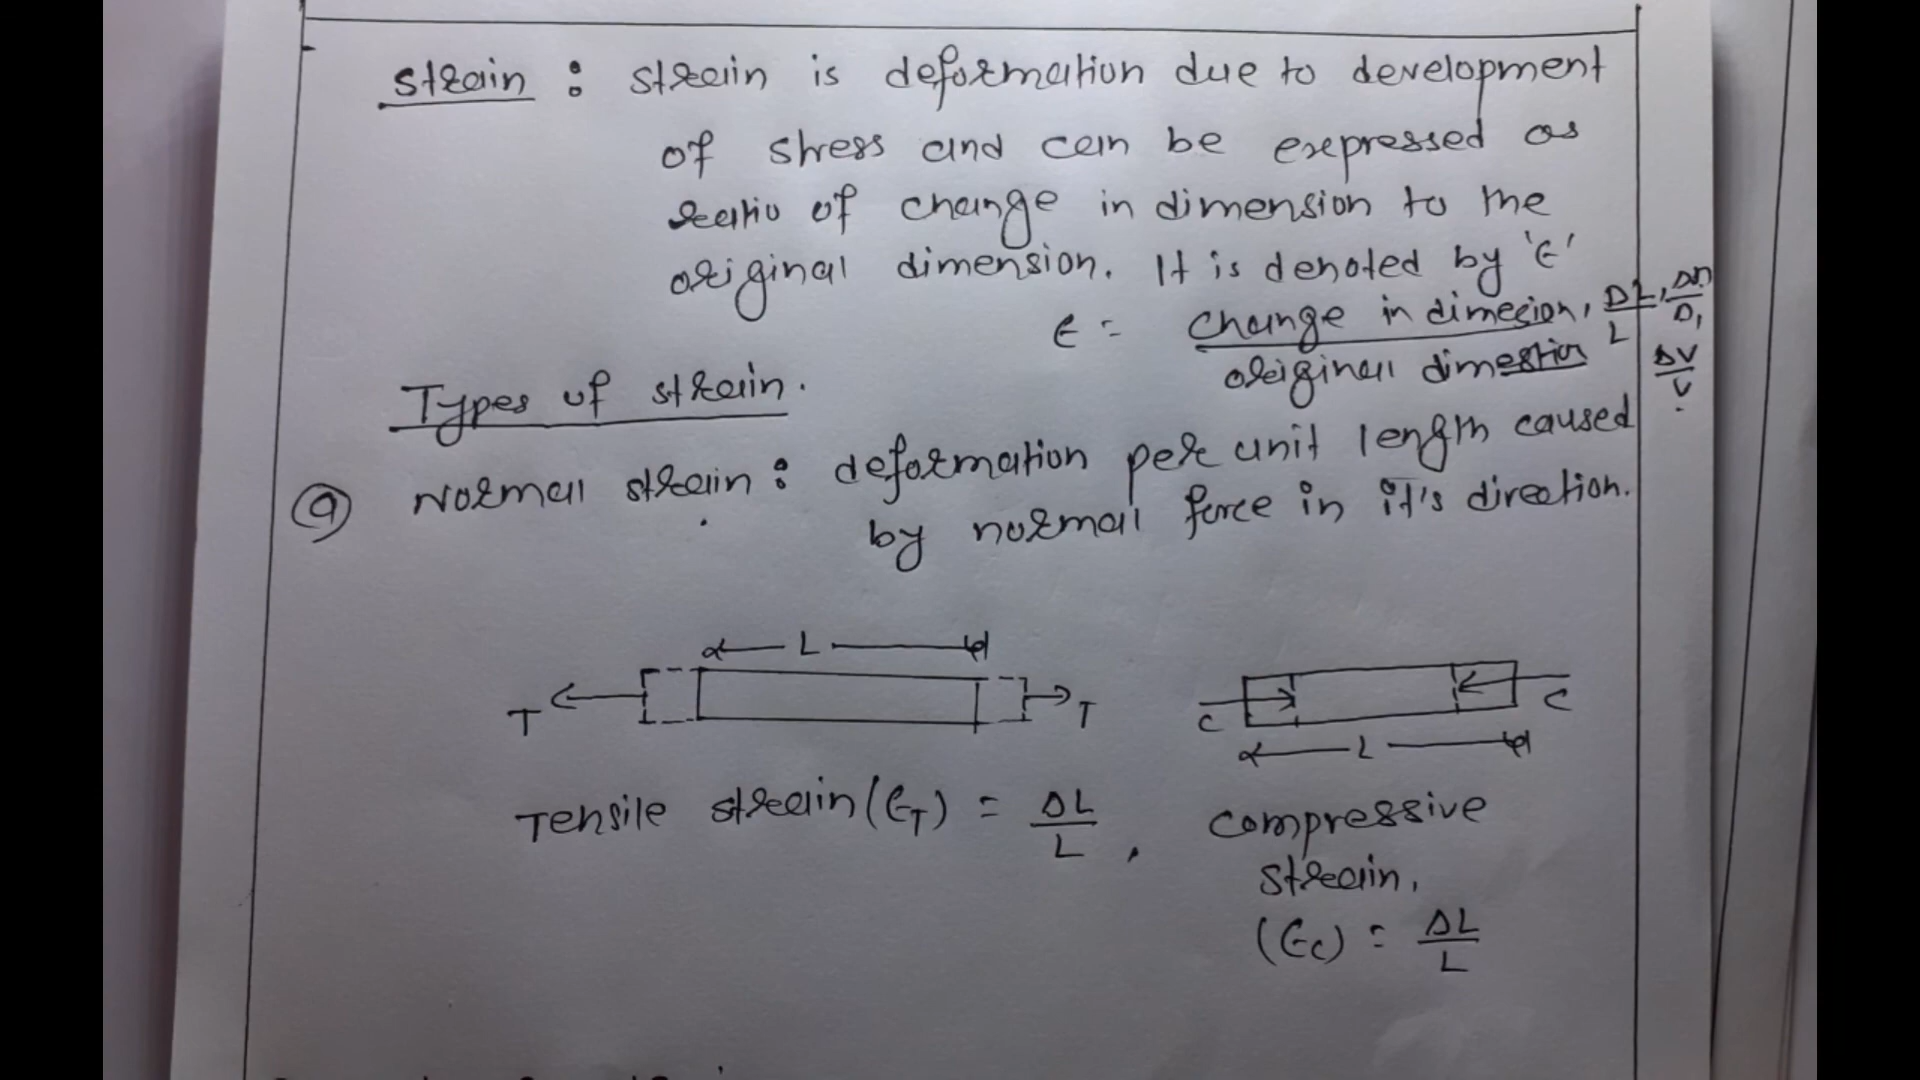 Strain : strain is deformation due to development
of stress and can be expressed as
ratio of change in dimension to the
original dimension. It is denoted by 'ϵ'
ϵ = change in dimesion, ΔL/L, ΔD/D,
original dimestion ΔV/V.
Types of strain.
ⓐ Normal strain : deformation per unit length caused
by normal force in it's direction.
L
T T
C C
L
Tensile strain (ϵT) = ΔL/L , compressive
strain,
(ϵc) = ΔL/L